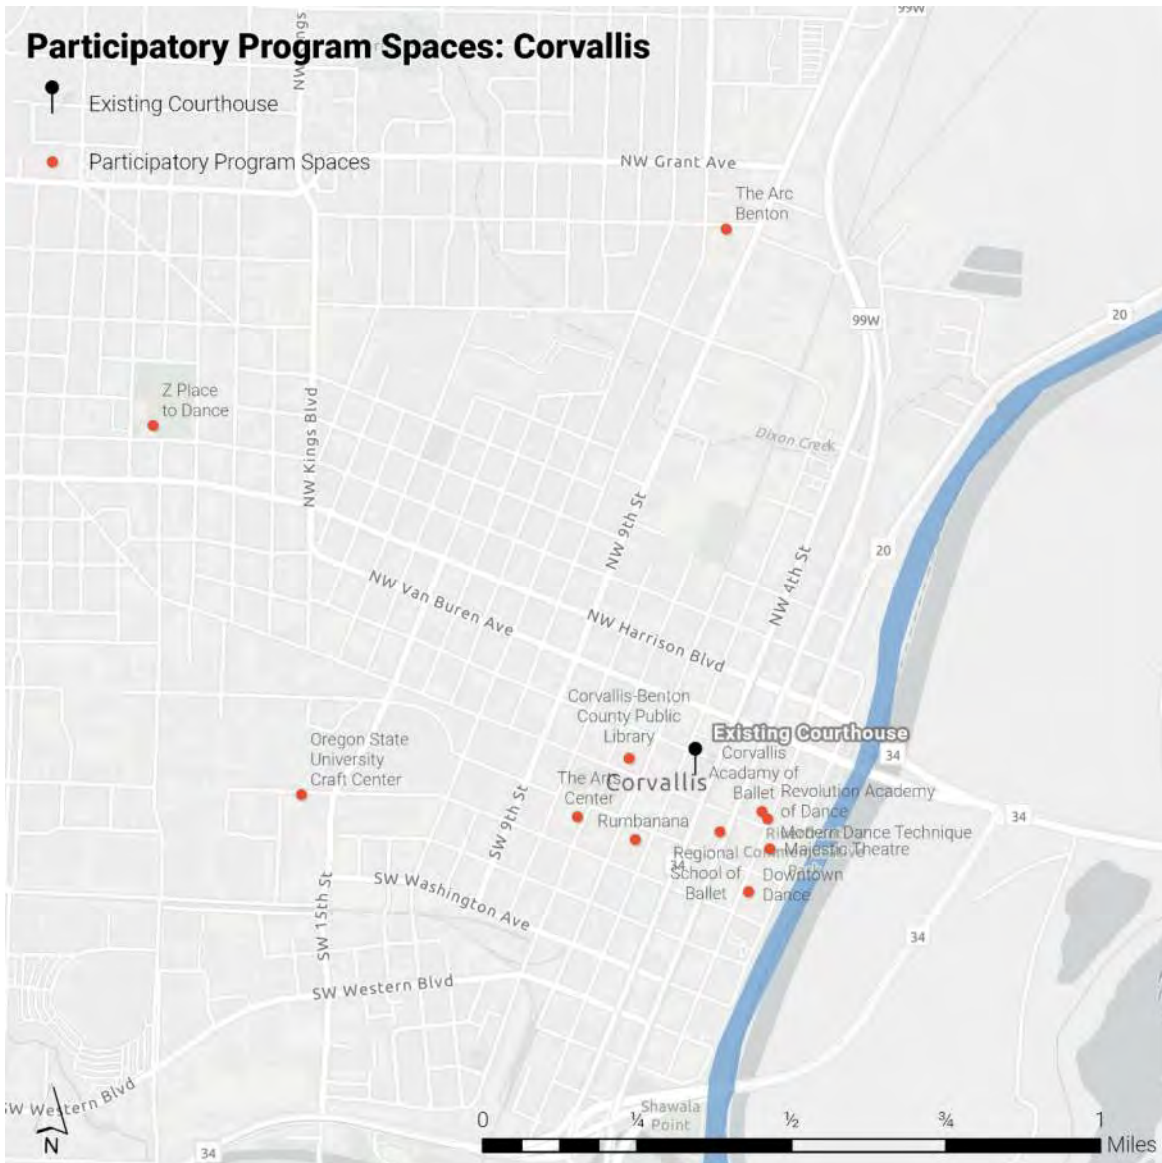 Participatory Program Spaces: Corvallis
Existing Courthouse
Participatory Program Spaces
99W
NW Kings
NW Grant Ave
The Arc
Benton
20
99W
Z Place
to Dance
NW Kings Blvd
Dixon Creek
NW 9th St
20
NW 4th St
NW Van Buren Ave
NW Harrison Blvd
Corvallis-Benton
County Public
Library
Existing Courthouse
34
Oregon State
University
Craft Center
Corvallis
Acadamy of
Ballet
The Arts
Center
Corvallis
Revolution Academy
of Dance
34
Rumbanana
SW 9th St
Modern Dance Technique
Majestic Theatre
Regional
School of
Ballet
34
Downtown
Dance
SW Washington Ave
SW 15th St
34
SW Western Blvd
SW Western Blvd
Shawala
Point
N
34
0 ¼ ½ ¾ 1
Miles